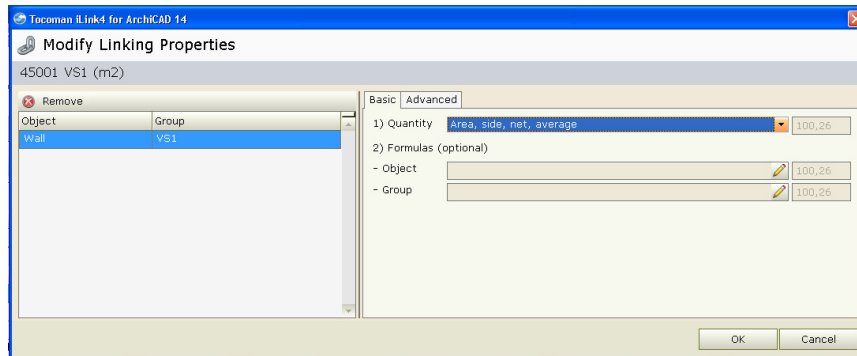 Tocoman iLink4 for ArchiCAD 14
Modify Linking Properties
45001 VS1 (m2)
Remove
Object Group
Wall VS1
Basic Advanced
1) Quantity Area, side, net, average 100,26
2) Formulas (optional)
- Object 100,26
- Group 100,26
OK Cancel